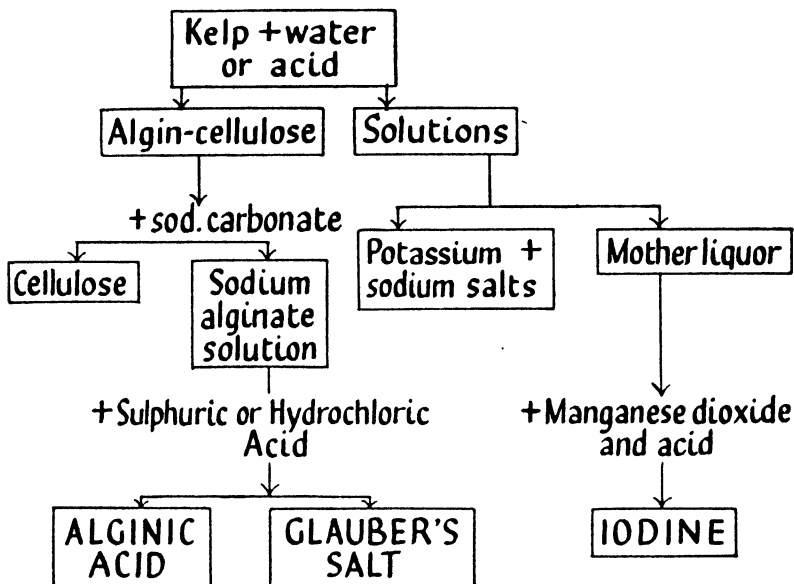 Kelp + water
or acid
Algin-cellulose
Solutions
+ sod. carbonate
Cellulose
Sodium
alginate
solution
Potassium +
sodium salts
Mother liquor
+ Sulphuric or Hydrochloric
Acid
+ Manganese dioxide
and acid
ALGINIC
ACID
GLAUBER'S
SALT
IODINE